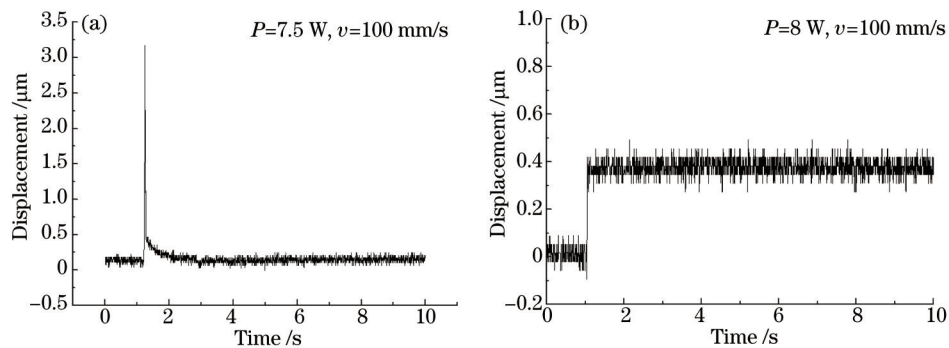 (a)
P=7.5 W, υ=100 mm/s
Displacement /μm
3.5
3.0
2.5
2.0
1.5
1.0
0.5
0
−0.5
0 2 4 6 8 10
Time /s
(b)
P=8 W, υ=100 mm/s
Displacement /μm
1.0
0.8
0.6
0.4
0.2
0
−0.2
0 2 4 6 8 10
Time /s